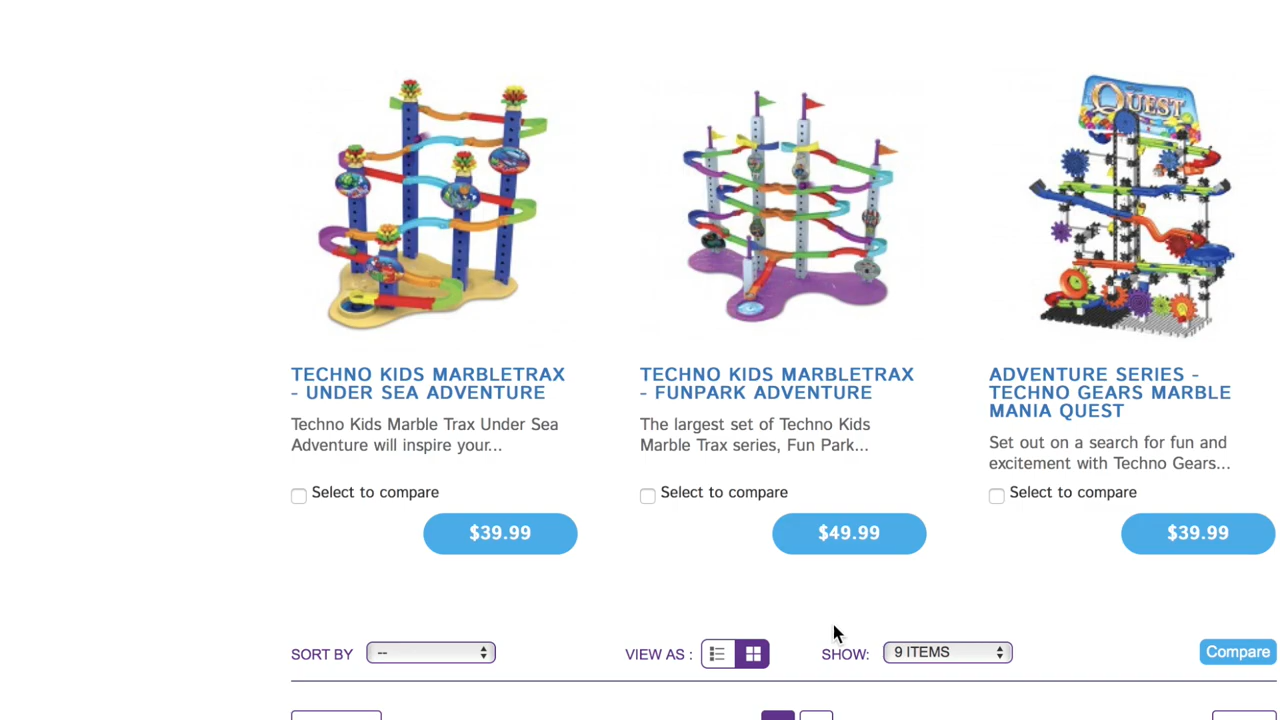 QUEST
TECHNO KIDS MARBLETRAX
- UNDER SEA ADVENTURE
Techno Kids Marble Trax Under Sea
Adventure will inspire your...
Select to compare
$39.99
TECHNO KIDS MARBLETRAX
- FUNPARK ADVENTURE
The largest set of Techno Kids
Marble Trax series, Fun Park...
Select to compare
$49.99
ADVENTURE SERIES -
TECHNO GEARS MARBLE
MANIA QUEST
Set out on a search for fun and
excitement with Techno Gears...
Select to compare
$39.99
SORT BY --
VIEW AS :
SHOW: 9 ITEMS
Compare